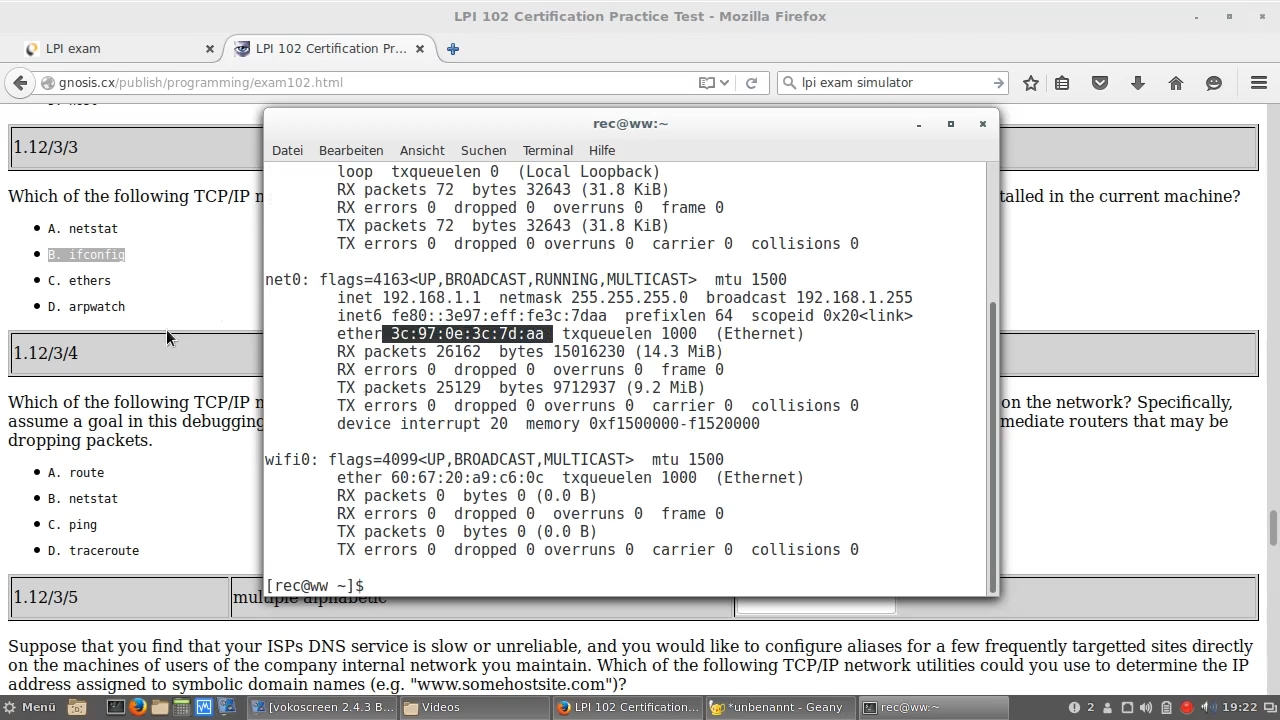 LPI 102 Certification Practice Test - Mozilla Firefox
LPI exam
LPI 102 Certification Pr...
gnosis.cx/publish/programming/exam102.html
lpi exam simulator
1.12/3/3
Which of the following TCP/IP n
talled in the current machine?
A. netstat
B. ifconfig
C. ethers
D. arpwatch
1.12/3/4
Which of the following TCP/IP n
on the network? Specifically,
assume a goal in this debugging
mediate routers that may be
dropping packets.
A. route
B. netstat
C. ping
D. traceroute
1.12/3/5
multiple alphabetic
Suppose that you find that your ISPs DNS service is slow or unreliable, and you would like to configure aliases for a few frequently targetted sites directly
on the machines of users of the company internal network you maintain. Which of the following TCP/IP network utilities could you use to determine the IP
address assigned to symbolic domain names (e.g. "www.somehostsite.com")?
rec@ww:~
Datei Bearbeiten Ansicht Suchen Terminal Hilfe
loop txqueuelen 0 (Local Loopback)
RX packets 72 bytes 32643 (31.8 KiB)
RX errors 0 dropped 0 overruns 0 frame 0
TX packets 72 bytes 32643 (31.8 KiB)
TX errors 0 dropped 0 overruns 0 carrier 0 collisions 0
net0: flags=4163<UP,BROADCAST,RUNNING,MULTICAST> mtu 1500
inet 192.168.1.1 netmask 255.255.255.0 broadcast 192.168.1.255
inet6 fe80::3e97:eff:fe3c:7daa prefixlen 64 scopeid 0x20<link>
ether 3c:97:0e:3c:7d:aa txqueuelen 1000 (Ethernet)
RX packets 26162 bytes 15016230 (14.3 MiB)
RX errors 0 dropped 0 overruns 0 frame 0
TX packets 25129 bytes 9712937 (9.2 MiB)
TX errors 0 dropped 0 overruns 0 carrier 0 collisions 0
device interrupt 20 memory 0xf1500000-f1520000
wifi0: flags=4099<UP,BROADCAST,MULTICAST> mtu 1500
ether 60:67:20:a9:c6:0c txqueuelen 1000 (Ethernet)
RX packets 0 bytes 0 (0.0 B)
RX errors 0 dropped 0 overruns 0 frame 0
TX packets 0 bytes 0 (0.0 B)
TX errors 0 dropped 0 overruns 0 carrier 0 collisions 0
[rec@ww ~]$
Menü [vokoscreen 2.4.3 B... Videos LPI 102 Certification... *unbenannt - Geany rec@ww:~ 2 19:22